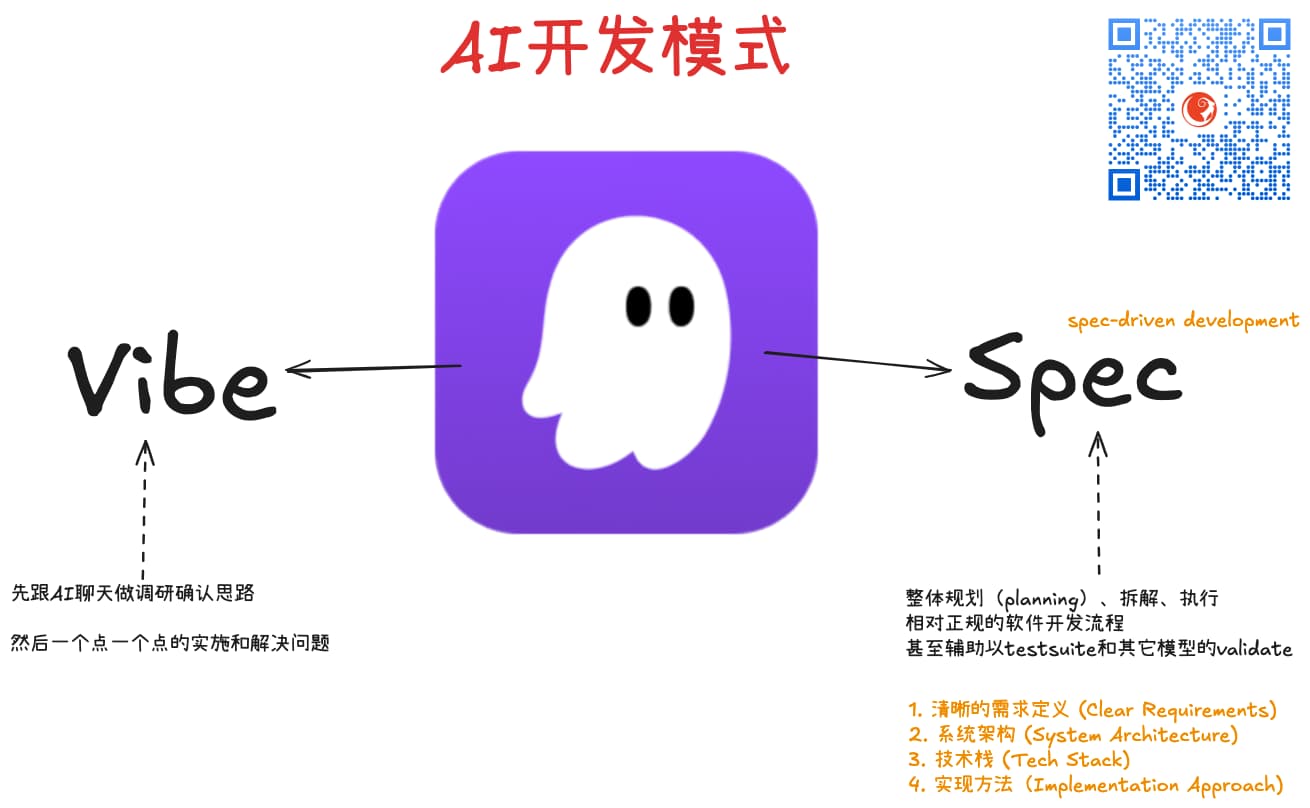 AI开发模式
Vibe
先跟AI聊天做调研确认思路
然后一个点一个点的实施和解决问题
spec-driven development
Spec
整体规划（planning）、拆解、执行
相对正规的软件开发流程
甚至辅助以testsuite和其它模型的validate
1. 清晰的需求定义 (Clear Requirements)
2. 系统架构 (System Architecture)
3. 技术栈 (Tech Stack)
4. 实现方法（Implementation Approach)